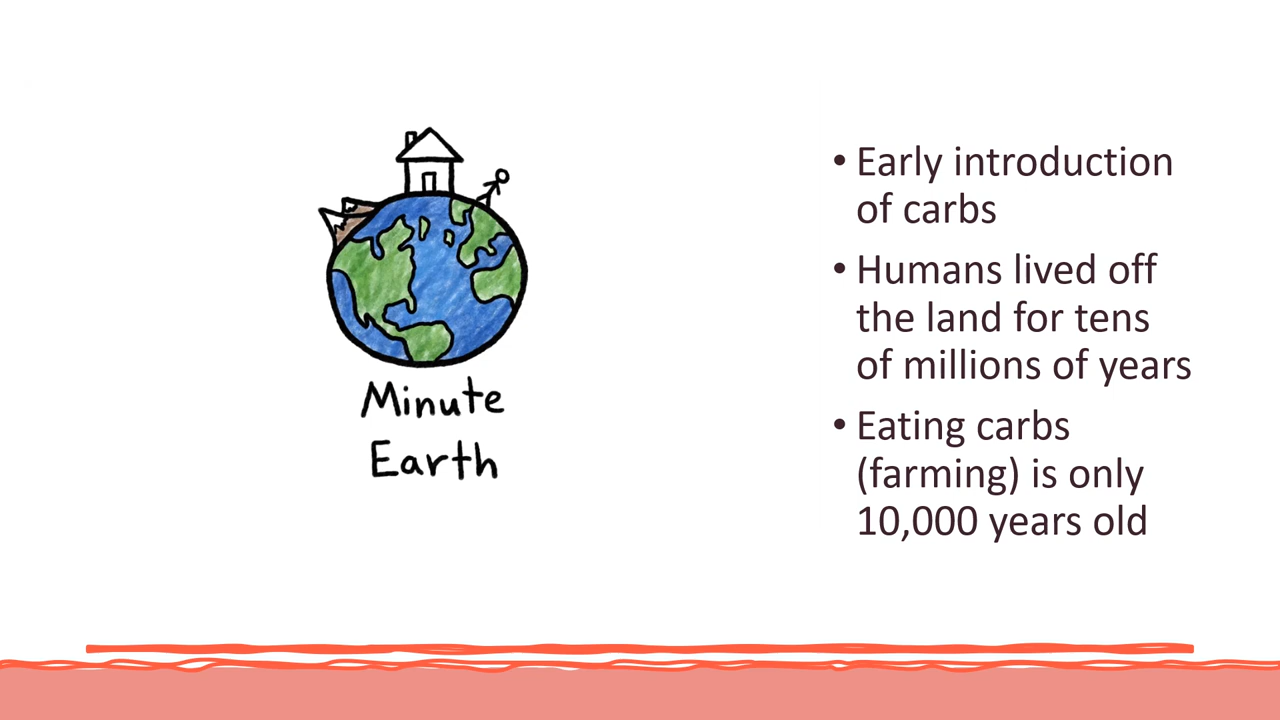 Minute
Earth
• Early introduction
of carbs
• Humans lived off
the land for tens
of millions of years
• Eating carbs
(farming) is only
10,000 years old